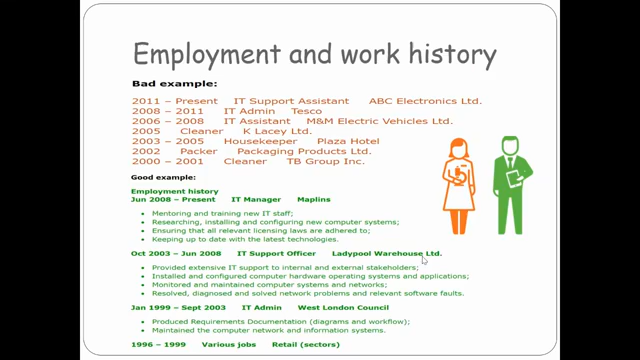 Employment and work history
Bad example:
2011 – Present IT Support Assistant ABC Electronics Ltd.
2008 – 2011 IT Admin Tesco
2006 – 2008 IT Assistant M&M Electric Vehicles Ltd.
2005 Cleaner K Lacey Ltd.
2003 – 2005 Housekeeper Plaza Hotel
2002 Packer Packaging Products Ltd.
2000 – 2001 Cleaner TB Group Inc.
Good example:
Employment history
Jun 2008 – Present IT Manager Maplins
• Mentoring and training new IT staff;
• Researching, installing and configuring new computer systems;
• Ensuring that all relevant licensing laws are adhered to;
• Keeping up to date with the latest technologies.
Oct 2003 – Jun 2008 IT Support Officer Ladypool Warehouse Ltd.
• Provided extensive IT support to internal and external stakeholders;
• Installed and configured computer hardware operating systems and applications;
• Monitored and maintained computer systems and networks;
• Resolved, diagnosed and solved network problems and relevant software faults.
Jan 1999 – Sept 2003 IT Admin West London Council
• Produced Requirements Documentation (diagrams and workflow);
• Maintained the computer network and information systems.
1996 – 1999 Various jobs Retail (sectors)